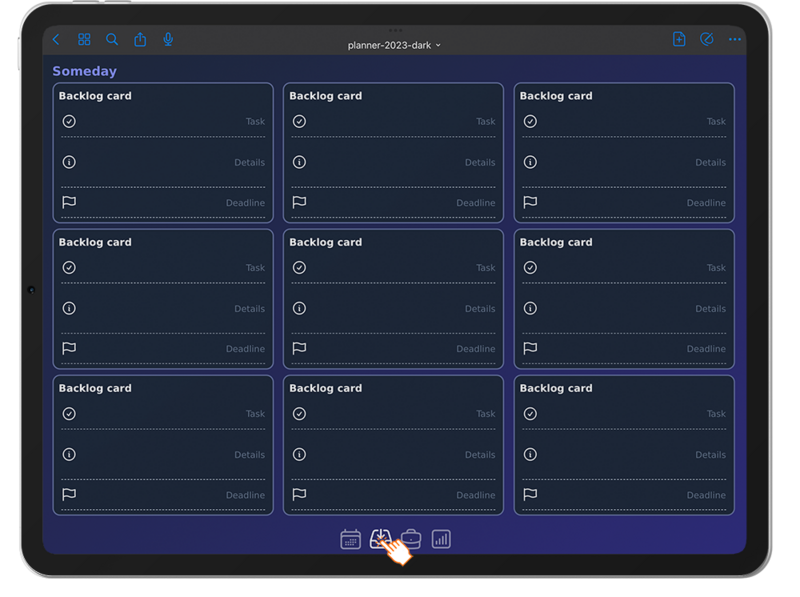 planner-2023-dark
Someday
Backlog card Backlog card Backlog card
Task Task Task
Details Details Details
Deadline Deadline Deadline
Backlog card Backlog card Backlog card
Task Task Task
Details Details Details
Deadline Deadline Deadline
Backlog card Backlog card Backlog card
Task Task Task
Details Details Details
Deadline Deadline Deadline